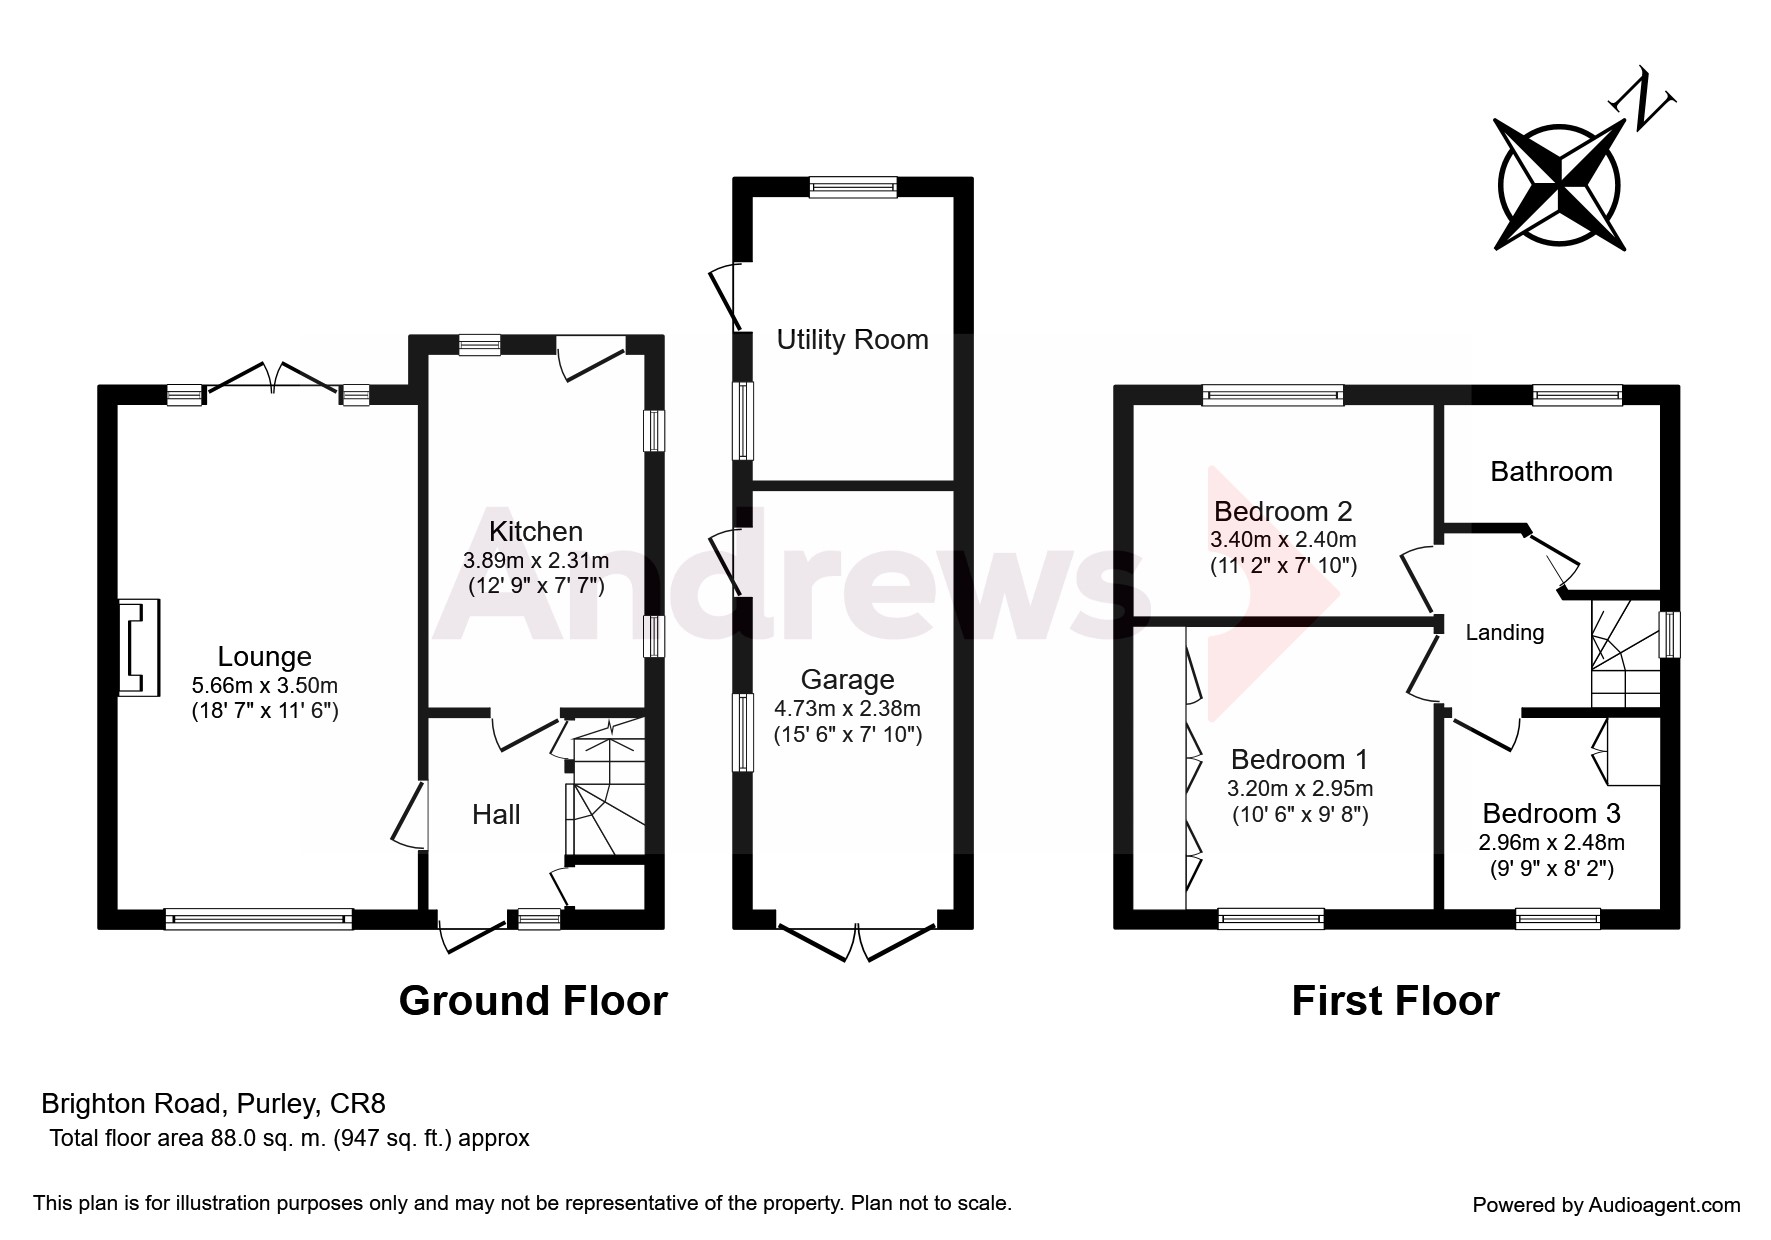 N
Utility Room
Kitchen
3.89m x 2.31m
(12' 9" x 7' 7")
Lounge
5.66m x 3.50m
(18' 7" x 11' 6")
Garage
4.73m x 2.38m
(15' 6" x 7' 10")
Hall
Andrews
Bathroom
Bedroom 2
3.40m x 2.40m
(11' 2" x 7' 10")
Landing
Bedroom 1
3.20m x 2.95m
(10' 6" x 9' 8")
Bedroom 3
2.96m x 2.48m
(9' 9" x 8' 2")
Ground Floor
First Floor
Brighton Road, Purley, CR8
Total floor area 88.0 sq. m. (947 sq. ft.) approx
This plan is for illustration purposes only and may not be representative of the property. Plan not to scale.
Powered by Audioagent.com